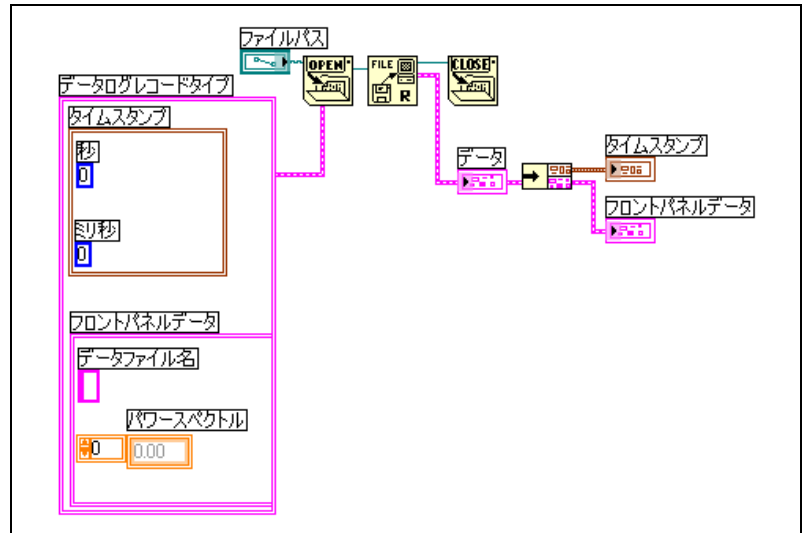 ファイルパス
OPEN
FILE
R
CLOSE
データログレコードタイプ
タイムスタンプ
秒
0
ミリ秒
0
データ
タイムスタンプ
フロントパネルデータ
フロントパネルデータ
データファイル名
パワースペクトル
0
0.00